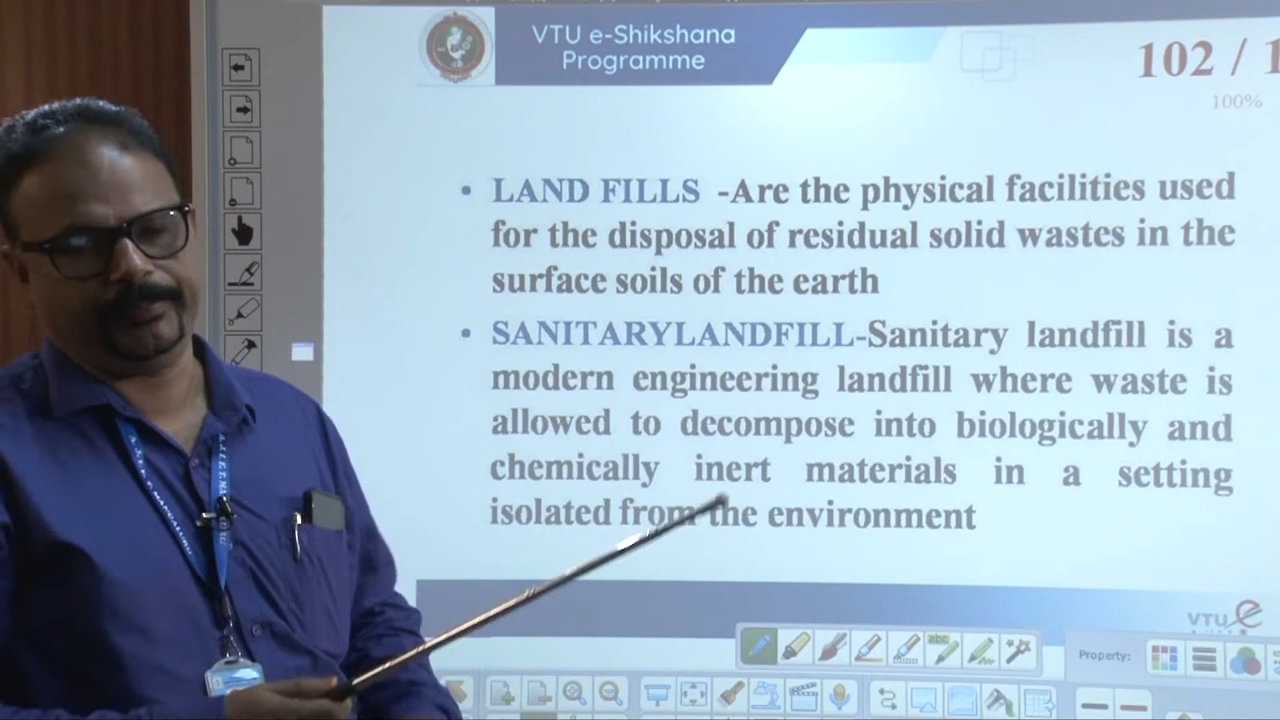 VTU e-Shikshana
Programme
102 / 1
100%
• LAND FILLS -Are the physical facilities used
for the disposal of residual solid wastes in the
surface soils of the earth
• SANITARYLANDFILL-Sanitary landfill is a
modern engineering landfill where waste is
allowed to decompose into biologically and
chemically inert materials in a setting
isolated from the environment
VTU e
abc
Property: